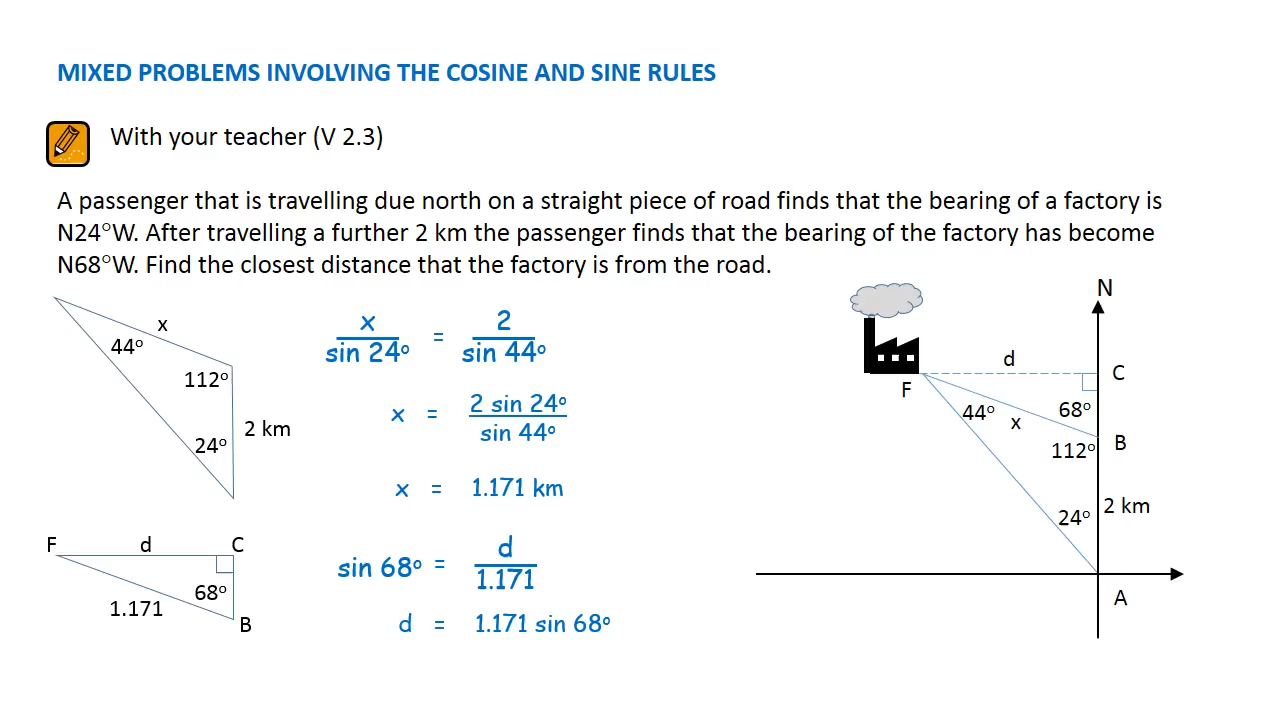 MIXED PROBLEMS INVOLVING THE COSINE AND SINE RULES
With your teacher (V 2.3)
A passenger that is travelling due north on a straight piece of road finds that the bearing of a factory is
N24°W. After travelling a further 2 km the passenger finds that the bearing of the factory has become
N68°W. Find the closest distance that the factory is from the road.
x
44°
112°
24°
2 km
x / sin 24° = 2 / sin 44°
x = 2 sin 24° / sin 44°
x = 1.171 km
F
d
C
68°
1.171
B
sin 68° = d / 1.171
d = 1.171 sin 68°
N
d
C
F
44°
x
68°
B
112°
24°
2 km
A